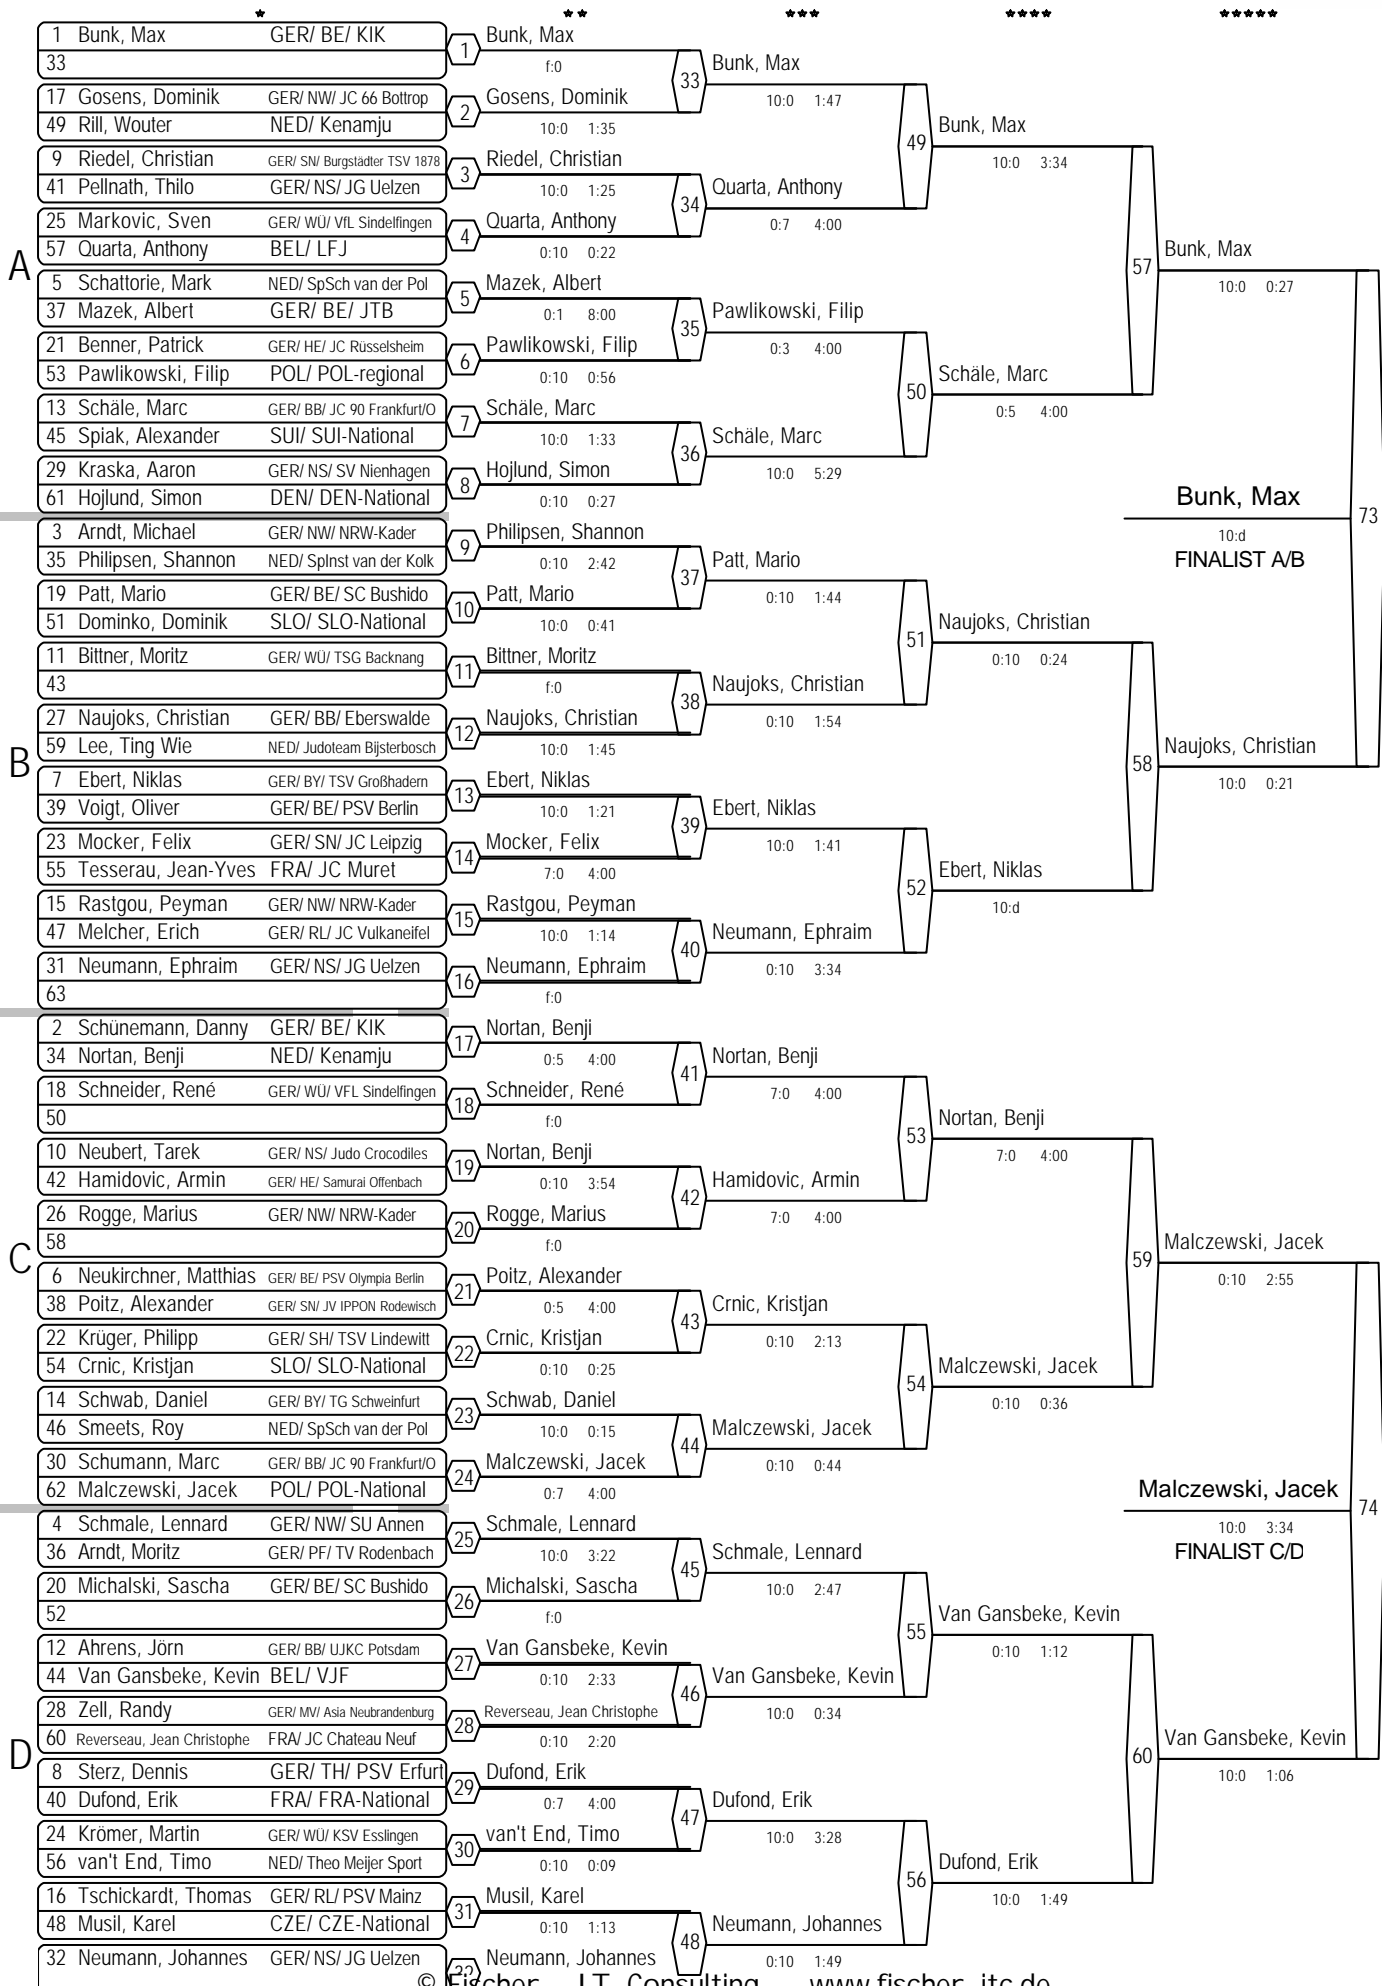 * ** *** **** *****
1 Bunk, Max GER/ BE/ KIK
33
17 Gosens, Dominik GER/ NW/ JC 66 Bottrop
49 Rill, Wouter NED/ Kenamju
9 Riedel, Christian GER/ SN/ Burgstädter TSV 1878
41 Pellnath, Thilo GER/ NS/ JG Uelzen
25 Markovic, Sven GER/ WÜ/ VfL Sindelfingen
57 Quarta, Anthony BEL/ LFJ
A
5 Schattorie, Mark NED/ SpSch van der Pol
37 Mazek, Albert GER/ BE/ JTB
21 Benner, Patrick GER/ HE/ JC Rüsselsheim
53 Pawlikowski, Filip POL/ POL-regional
13 Schäle, Marc GER/ BB/ JC 90 Frankfurt/O
45 Spiak, Alexander SUI/ SUI-National
29 Kraska, Aaron GER/ NS/ SV Nienhagen
61 Hojlund, Simon DEN/ DEN-National
3 Arndt, Michael GER/ NW/ NRW-Kader
35 Philipsen, Shannon NED/ SpInst van der Kolk
19 Patt, Mario GER/ BE/ SC Bushido
51 Dominko, Dominik SLO/ SLO-National
11 Bittner, Moritz GER/ WÜ/ TSG Backnang
43
27 Naujoks, Christian GER/ BB/ Eberswalde
59 Lee, Ting Wie NED/ Judoteam Bijsterbosch
B
7 Ebert, Niklas GER/ BY/ TSV Großhadern
39 Voigt, Oliver GER/ BE/ PSV Berlin
23 Mocker, Felix GER/ SN/ JC Leipzig
55 Tesserau, Jean-Yves FRA/ JC Muret
15 Rastgou, Peyman GER/ NW/ NRW-Kader
47 Melcher, Erich GER/ RL/ JC Vulkaneifel
31 Neumann, Ephraim GER/ NS/ JG Uelzen
63
2 Schünemann, Danny GER/ BE/ KIK
34 Nortan, Benji NED/ Kenamju
18 Schneider, René GER/ WÜ/ VFL Sindelfingen
50
10 Neubert, Tarek GER/ NS/ Judo Crocodiles
42 Hamidovic, Armin GER/ HE/ Samurai Offenbach
26 Rogge, Marius GER/ NW/ NRW-Kader
58
C
6 Neukirchner, Matthias GER/ BE/ PSV Olympia Berlin
38 Poitz, Alexander GER/ SN/ JV IPPON Rodewisch
22 Krüger, Philipp GER/ SH/ TSV Lindewitt
54 Crnic, Kristjan SLO/ SLO-National
14 Schwab, Daniel GER/ BY/ TG Schweinfurt
46 Smeets, Roy NED/ SpSch van der Pol
30 Schumann, Marc GER/ BB/ JC 90 Frankfurt/O
62 Malczewski, Jacek POL/ POL-National
4 Schmale, Lennard GER/ NW/ SU Annen
36 Arndt, Moritz GER/ PF/ TV Rodenbach
20 Michalski, Sascha GER/ BE/ SC Bushido
52
12 Ahrens, Jörn GER/ BB/ UJKC Potsdam
44 Van Gansbeke, Kevin BEL/ VJF
28 Zell, Randy GER/ MV/ Asia Neubrandenburg
60 Reverseau, Jean Christophe FRA/ JC Chateau Neuf
D
8 Sterz, Dennis GER/ TH/ PSV Erfurt
40 Dufond, Erik FRA/ FRA-National
24 Krömer, Martin GER/ WÜ/ KSV Esslingen
56 van't End, Timo NED/ Theo Meijer Sport
16 Tschickardt, Thomas GER/ RL/ PSV Mainz
48 Musil, Karel CZE/ CZE-National
32 Neumann, Johannes GER/ NS/ JG Uelzen
1 Bunk, Max
f:0
2 Gosens, Dominik
10:0 1:35
3 Riedel, Christian
10:0 1:25
4 Quarta, Anthony
0:10 0:22
5 Mazek, Albert
0:1 8:00
6 Pawlikowski, Filip
0:10 0:56
7 Schäle, Marc
10:0 1:33
8 Hojlund, Simon
0:10 0:27
9 Philipsen, Shannon
0:10 2:42
10 Patt, Mario
10:0 0:41
11 Bittner, Moritz
f:0
12 Naujoks, Christian
10:0 1:45
13 Ebert, Niklas
10:0 1:21
14 Mocker, Felix
7:0 4:00
15 Rastgou, Peyman
10:0 1:14
16 Neumann, Ephraim
f:0
17 Nortan, Benji
0:5 4:00
18 Schneider, René
f:0
19 Nortan, Benji
0:10 3:54
20 Rogge, Marius
f:0
21 Poitz, Alexander
0:5 4:00
22 Crnic, Kristjan
0:10 0:25
23 Schwab, Daniel
10:0 0:15
24 Malczewski, Jacek
0:7 4:00
25 Schmale, Lennard
10:0 3:22
26 Michalski, Sascha
f:0
27 Van Gansbeke, Kevin
0:10 2:33
28 Reverseau, Jean Christophe
0:10 2:20
29 Dufond, Erik
0:7 4:00
30 van't End, Timo
0:10 0:09
31 Musil, Karel
0:10 1:13
Neumann, Johannes
33 Bunk, Max
10:0 1:47
34 Quarta, Anthony
0:7 4:00
35 Pawlikowski, Filip
0:3 4:00
36 Schäle, Marc
10:0 5:29
37 Patt, Mario
0:10 1:44
38 Naujoks, Christian
0:10 1:54
39 Ebert, Niklas
10:0 1:41
40 Neumann, Ephraim
0:10 3:34
41 Nortan, Benji
7:0 4:00
42 Hamidovic, Armin
7:0 4:00
43 Crnic, Kristjan
0:10 2:13
44 Malczewski, Jacek
0:10 0:44
45 Schmale, Lennard
10:0 2:47
46 Van Gansbeke, Kevin
10:0 0:34
47 Dufond, Erik
10:0 3:28
48 Neumann, Johannes
0:10 1:49
49 Bunk, Max
10:0 3:34
50 Schäle, Marc
0:5 4:00
51 Naujoks, Christian
0:10 0:24
52 Ebert, Niklas
10:d
53 Nortan, Benji
7:0 4:00
54 Malczewski, Jacek
0:10 0:36
55 Van Gansbeke, Kevin
0:10 1:12
56 Dufond, Erik
10:0 1:49
57 Bunk, Max
10:0 0:27
58 Naujoks, Christian
10:0 0:21
59 Malczewski, Jacek
0:10 2:55
60 Van Gansbeke, Kevin
10:0 1:06
Bunk, Max 73
10:d
FINALIST A/B
Malczewski, Jacek 74
10:0 3:34
FINALIST C/D
© Fischer I.T. Consulting www.fischer-itc.de